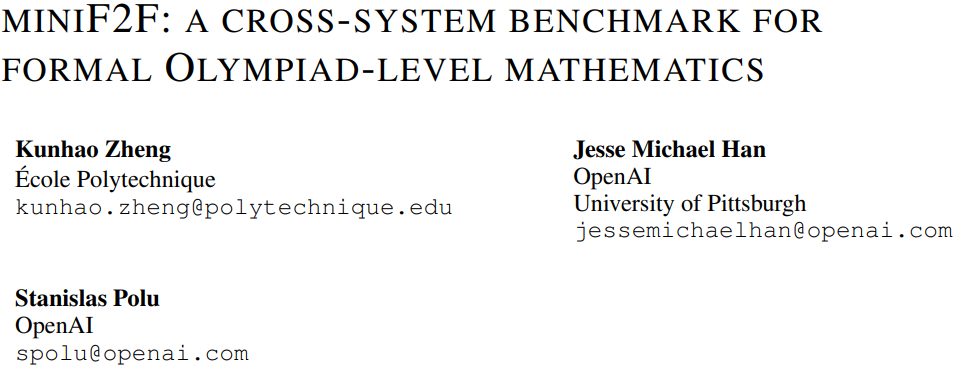 MINIF2F: A CROSS-SYSTEM BENCHMARK FOR
FORMAL OLYMPIAD-LEVEL MATHEMATICS
Kunhao Zheng
École Polytechnique
kunhao.zheng@polytechnique.edu
Jesse Michael Han
OpenAI
University of Pittsburgh
jessemichaelhan@openai.com
Stanislas Polu
OpenAI
spolu@openai.com